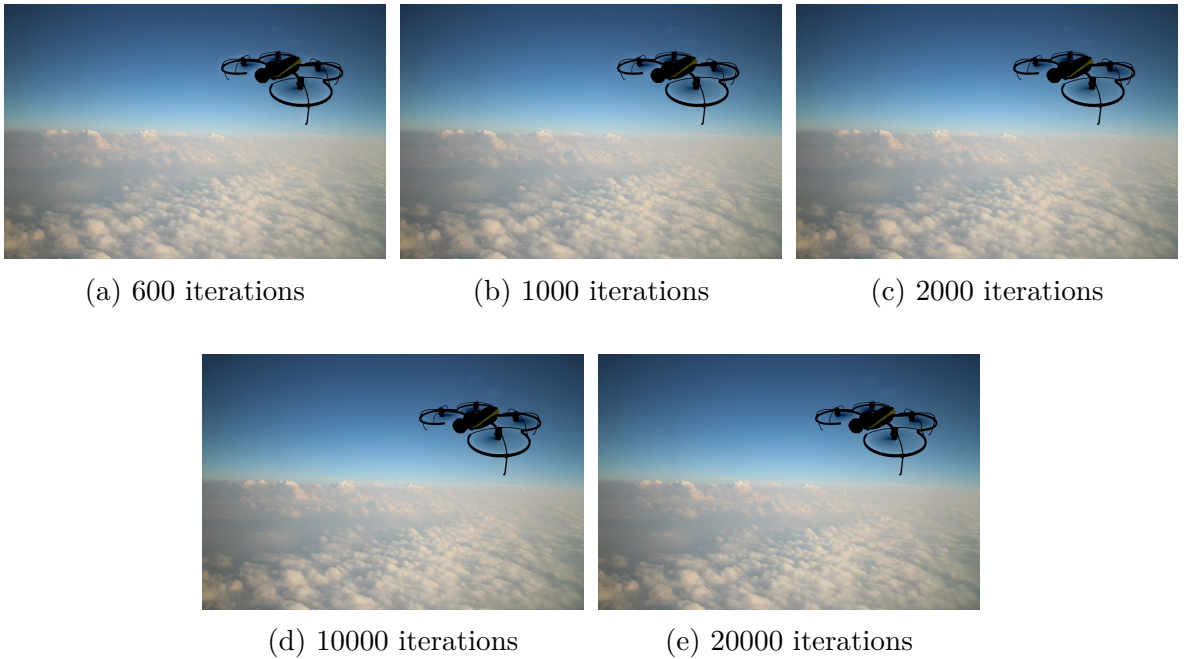 (a) 600 iterations
(b) 1000 iterations
(c) 2000 iterations
(d) 10000 iterations
(e) 20000 iterations